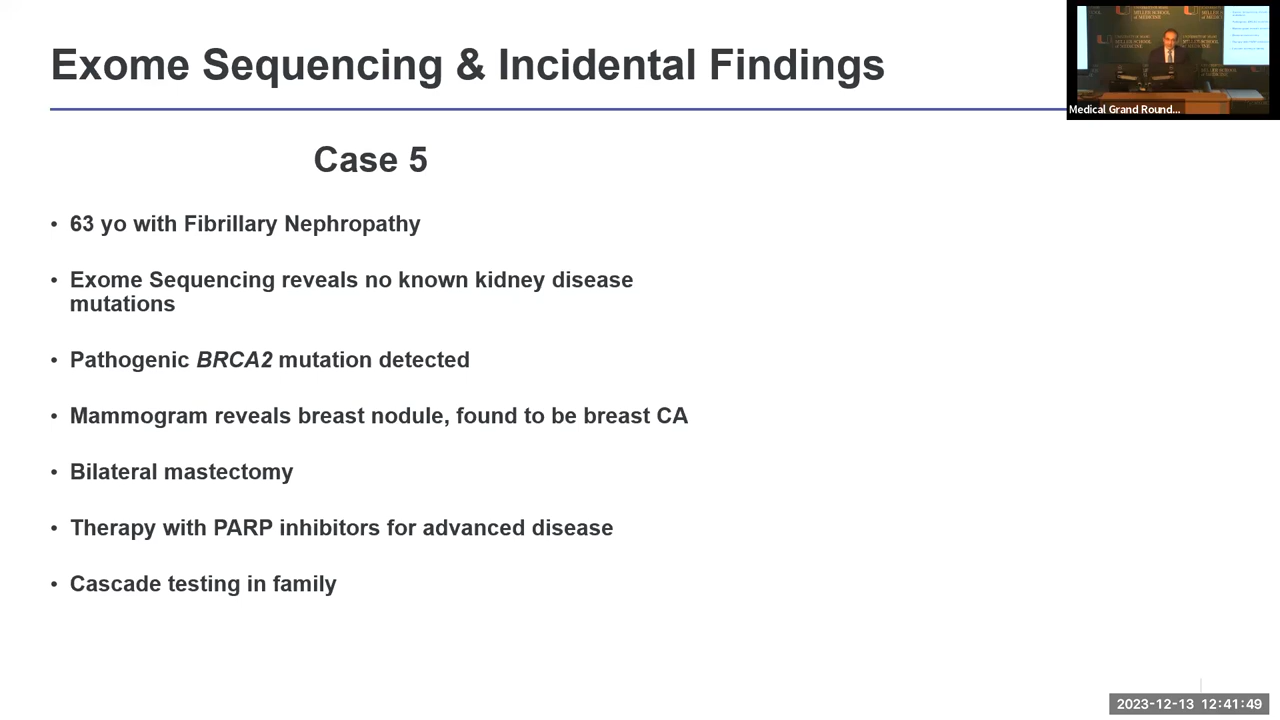 Exome Sequencing & Incidental Findings
Medical Grand Round...
Case 5
• 63 yo with Fibrillary Nephropathy
• Exome Sequencing reveals no known kidney disease
mutations
• Pathogenic BRCA2 mutation detected
• Mammogram reveals breast nodule, found to be breast CA
• Bilateral mastectomy
• Therapy with PARP inhibitors for advanced disease
• Cascade testing in family
2023-12-13 12:41:49